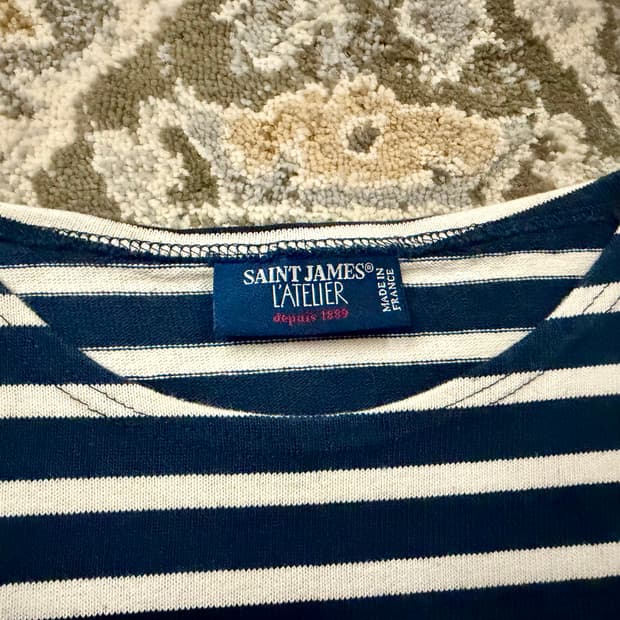 SAINT JAMES®
L'ATELIER
depuis 1889
MADE IN
FRANCE